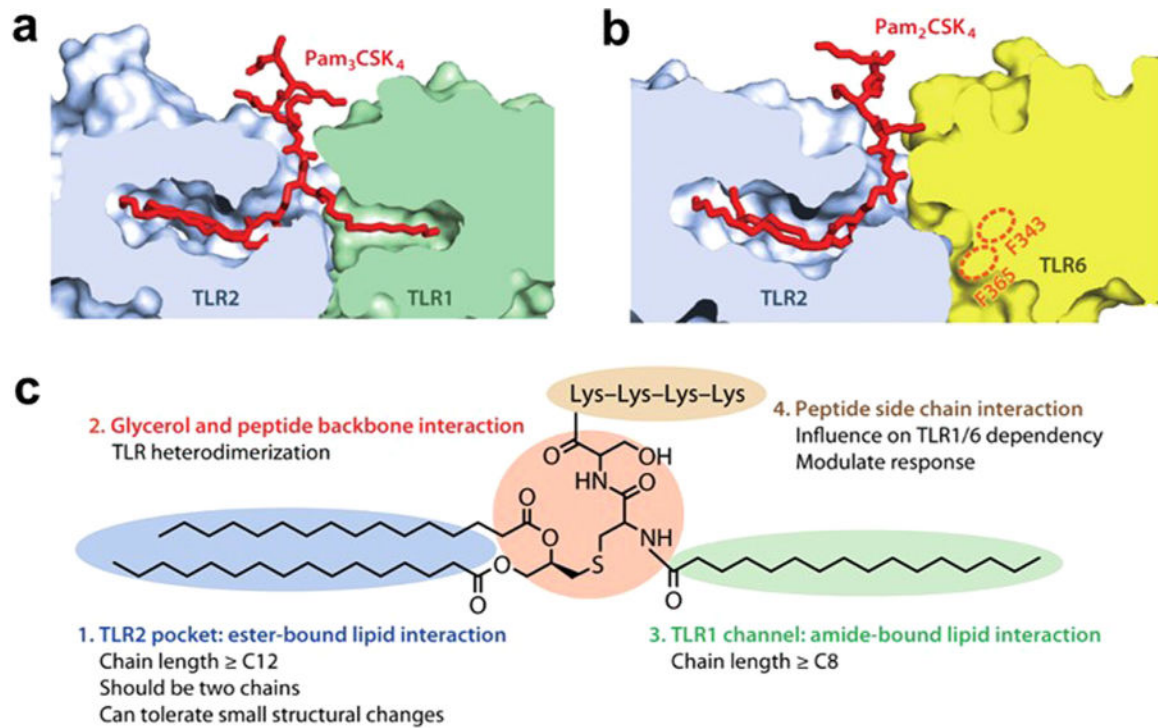 a
Pam₃CSK₄
TLR2
TLR1
b
Pam₂CSK₄
F343
F365
TLR2
TLR6
c
Lys–Lys–Lys–Lys
2. Glycerol and peptide backbone interaction
TLR heterodimerization
4. Peptide side chain interaction
Influence on TLR1/6 dependency
Modulate response
O
OH
HN
O
O
NH
O
O
S
O
O
1. TLR2 pocket: ester-bound lipid interaction
Chain length ≥ C12
Should be two chains
Can tolerate small structural changes
3. TLR1 channel: amide-bound lipid interaction
Chain length ≥ C8